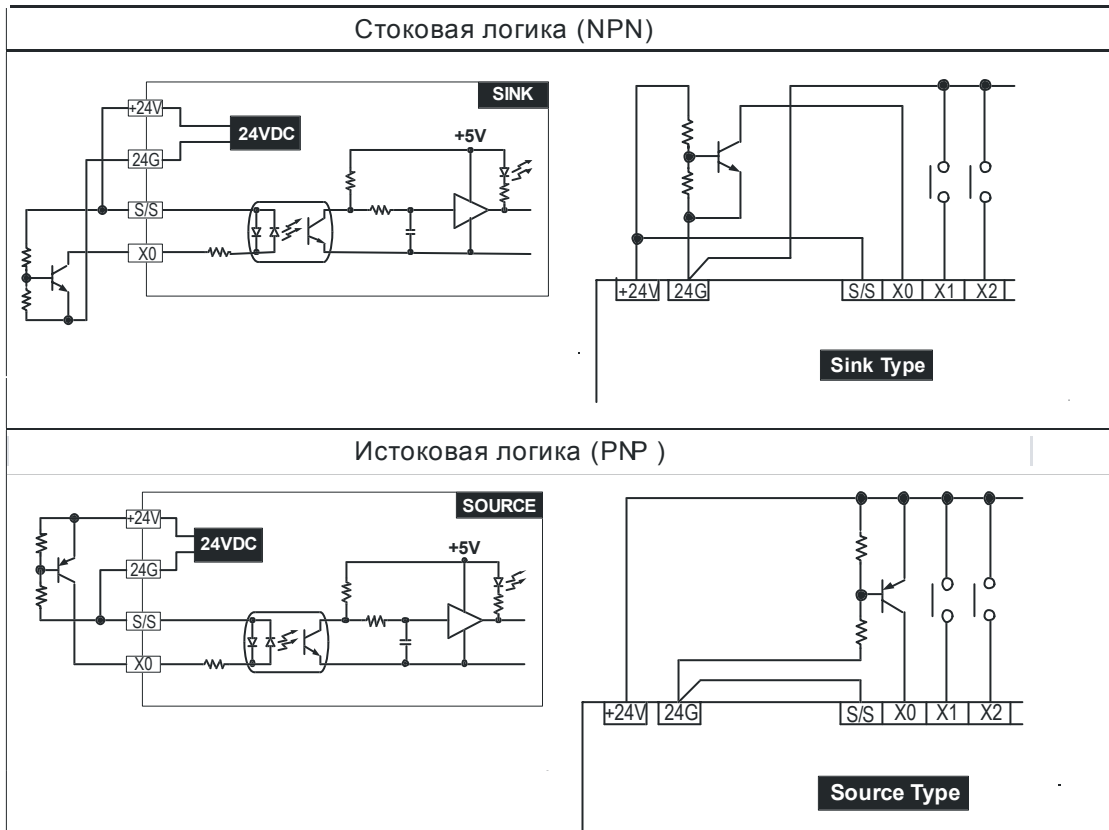 Стоковая логика (NPN)
SINK
+24V
24VDC
+5V
24G
S/S
X0
+24V 24G S/S X0 X1 X2
Sink Type
Истоковая логика (PNP )
SOURCE
+24V
24VDC
+5V
24G
S/S
X0
+24V 24G S/S X0 X1 X2
Source Type